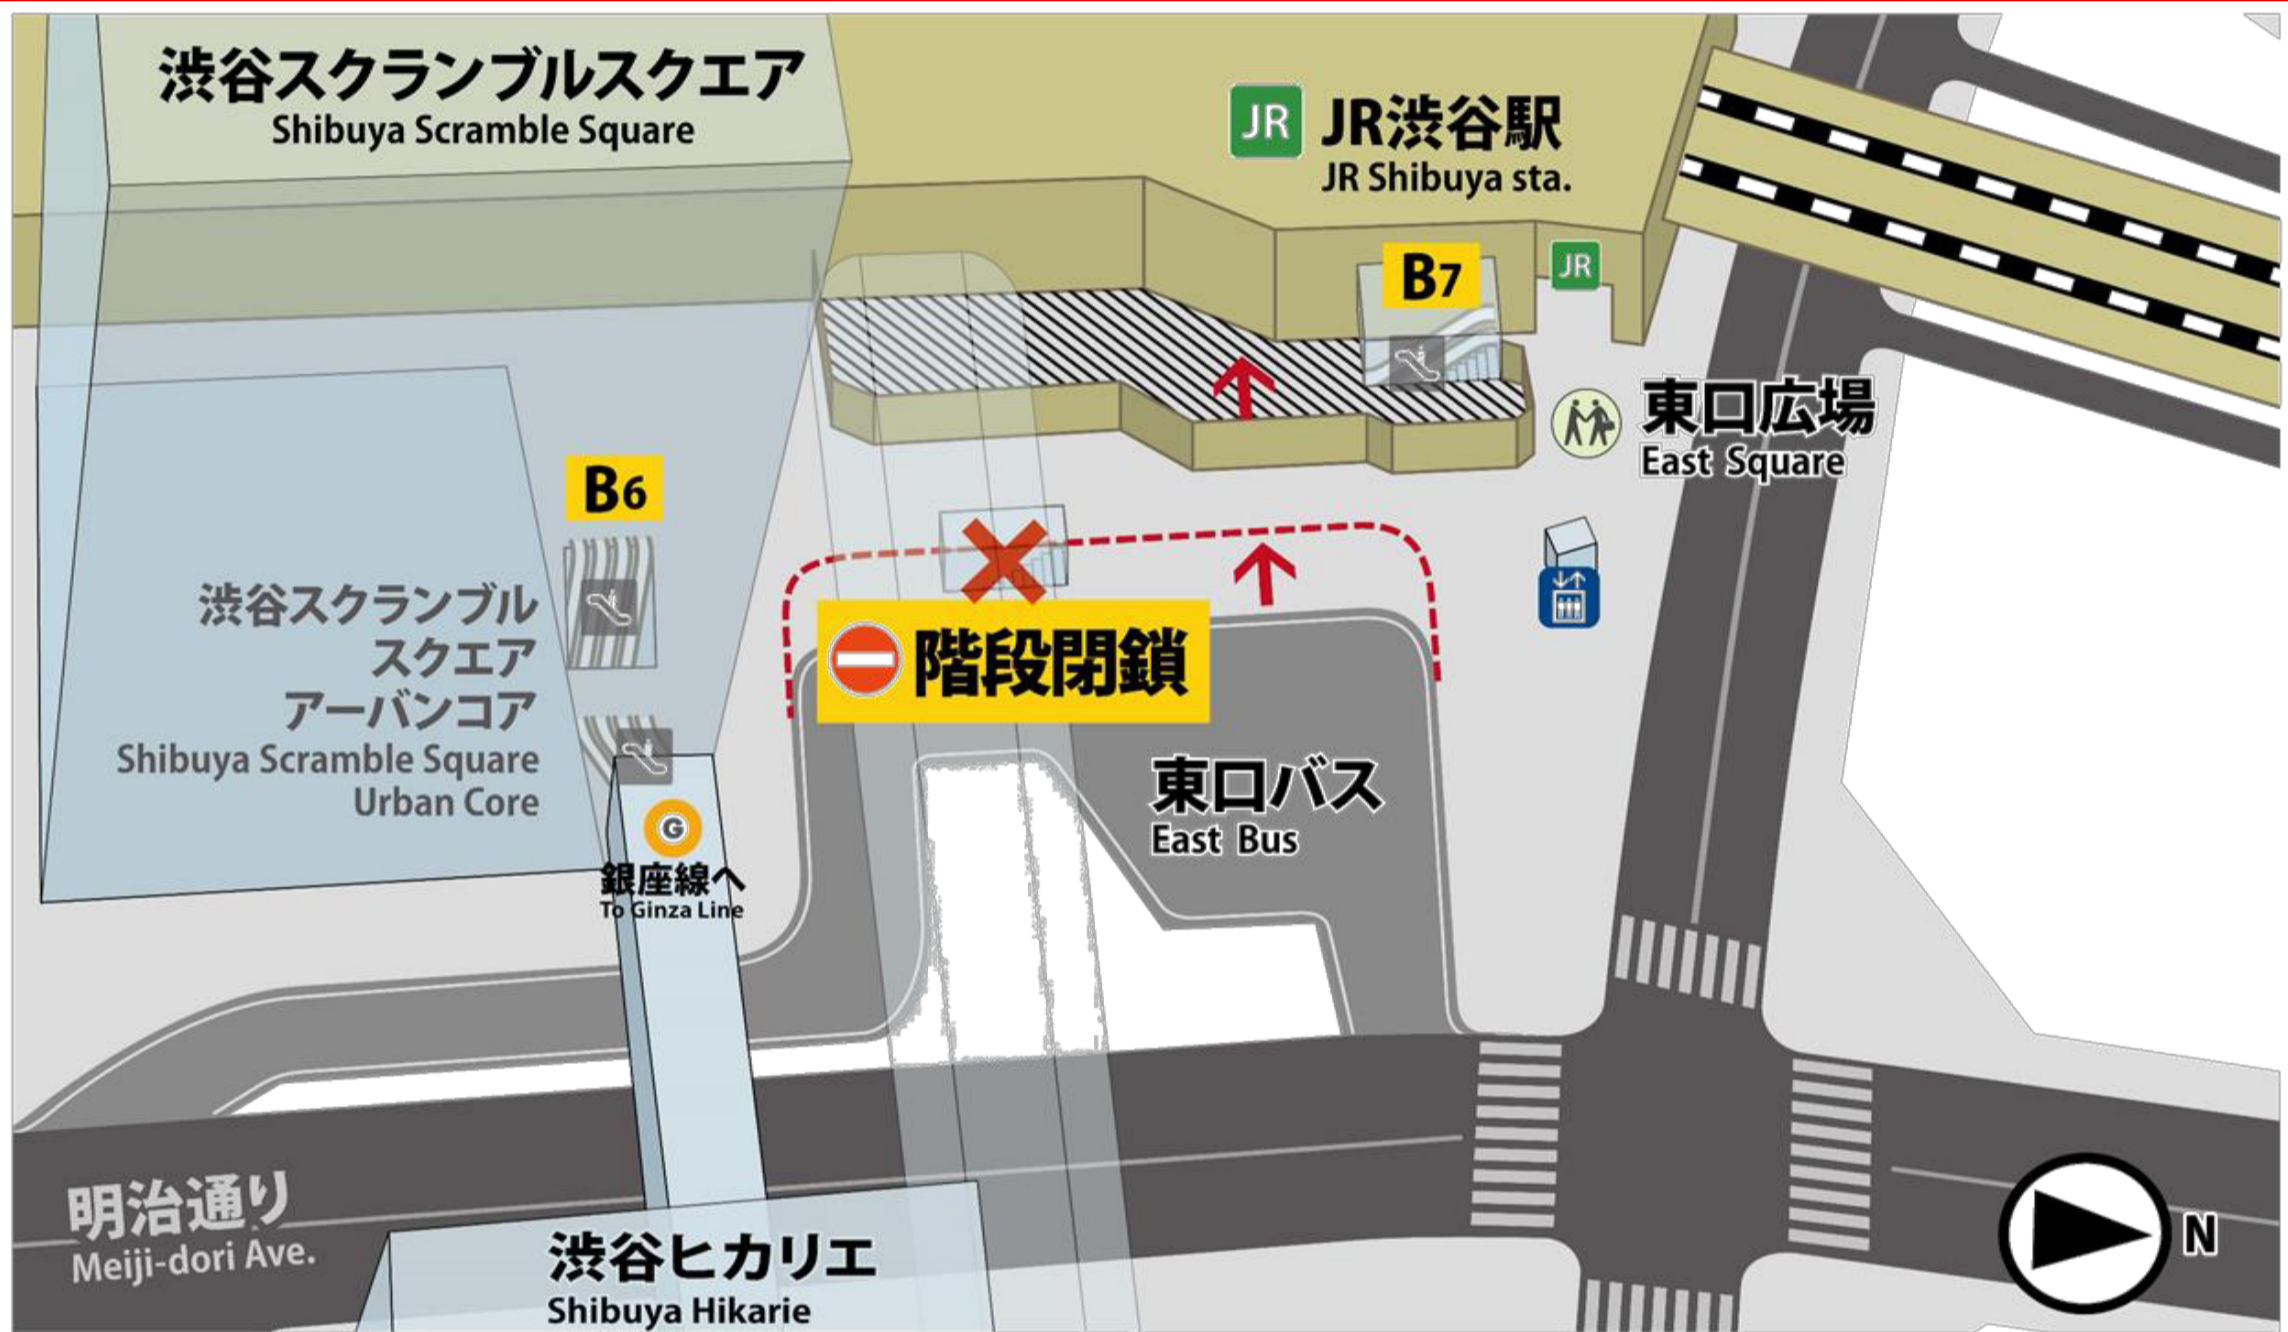 渋谷スクランブルスクエア
Shibuya Scramble Square
JR
JR渋谷駅
JR Shibuya sta.
B7
JR
東口広場
East Square
B6
渋谷スクランブル
スクエア
アーバンコア
Shibuya Scramble Square
Urban Core
階段閉鎖
東口バス
East Bus
G
銀座線へ
To Ginza Line
明治通り
Meiji-dori Ave.
渋谷ヒカリエ
Shibuya Hikarie
N